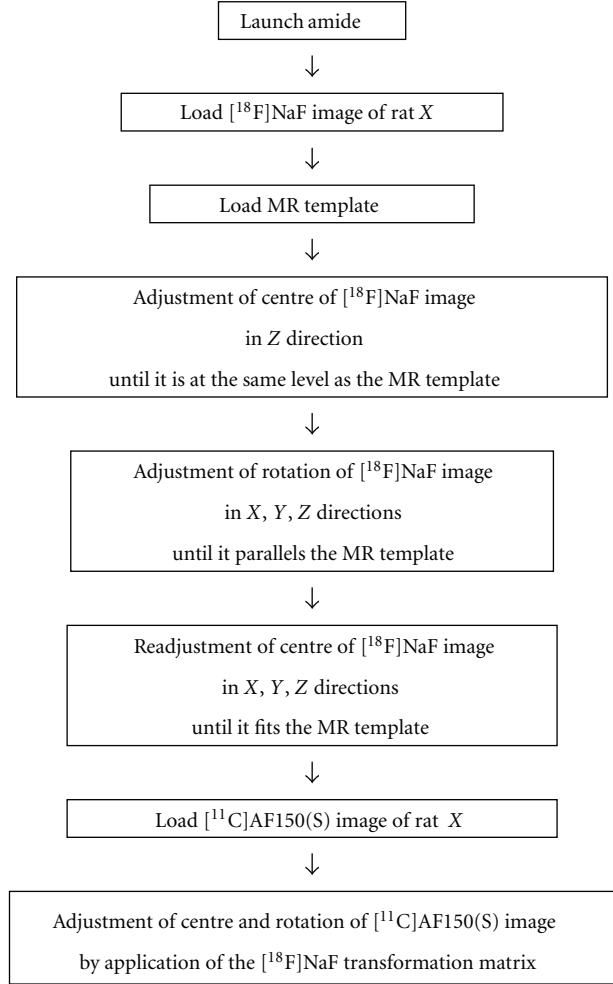 Launch amide
↓
Load [¹⁸F]NaF image of rat X
↓
Load MR template
↓
Adjustment of centre of [¹⁸F]NaF image
in Z direction
until it is at the same level as the MR template
↓
Adjustment of rotation of [¹⁸F]NaF image
in X, Y, Z directions
until it parallels the MR template
↓
Readjustment of centre of [¹⁸F]NaF image
in X, Y, Z directions
until it fits the MR template
↓
Load [¹¹C]AF150(S) image of rat X
↓
Adjustment of centre and rotation of [¹¹C]AF150(S) image
by application of the [¹⁸F]NaF transformation matrix